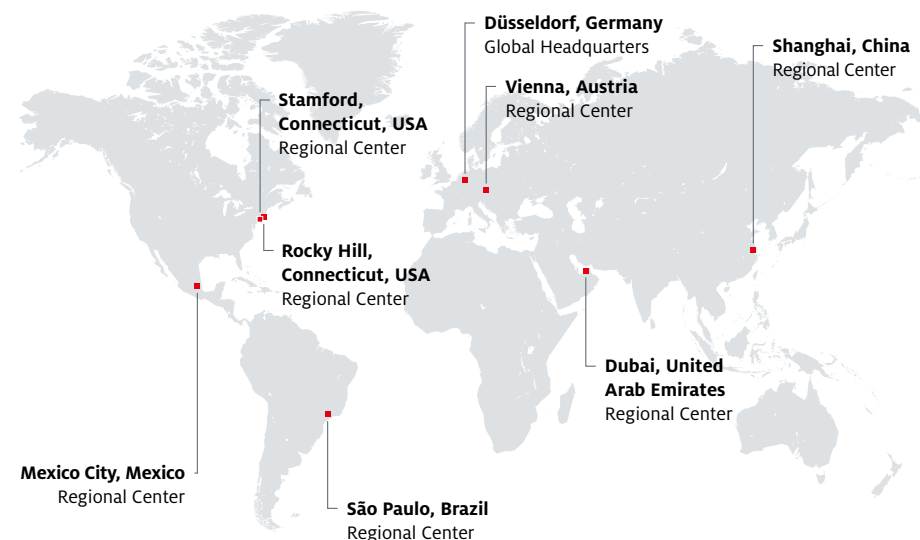 Düsseldorf, Germany
Global Headquarters
Shanghai, China
Regional Center
Vienna, Austria
Regional Center
Stamford,
Connecticut, USA
Regional Center
Rocky Hill,
Connecticut, USA
Regional Center
Dubai, United
Arab Emirates
Regional Center
Mexico City, Mexico
Regional Center
São Paulo, Brazil
Regional Center